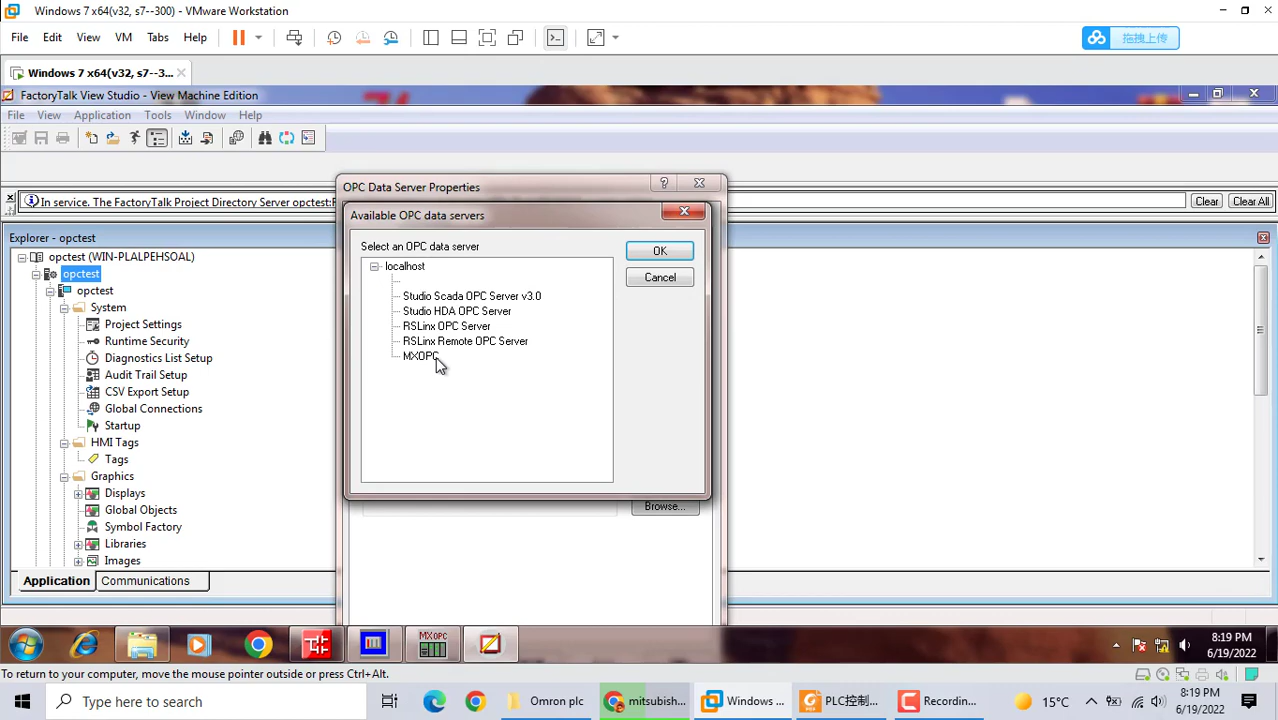 Windows 7 x64(v32, s7--300) - VMware Workstation
File Edit View VM Tabs Help
拖拽上传
Windows 7 x64(v32, s7--3...
FactoryTalk View Studio - View Machine Edition
File View Application Tools Window Help
OPC Data Server Properties
In service. The FactoryTalk Project Directory Server opctest:
Clear
Clear All
Available OPC data servers
Explorer - opctest
Select an OPC data server
OK
opctest (WIN-PLALPEHSOAL)
localhost
opctest
Cancel
opctest
Studio Scada OPC Server v3.0
System
Studio HDA OPC Server
Project Settings
RSLinx OPC Server
Runtime Security
RSLinx Remote OPC Server
Diagnostics List Setup
MXOPC
Audit Trail Setup
CSV Export Setup
Global Connections
Startup
HMI Tags
Tags
Graphics
Displays
Global Objects
Browse...
Symbol Factory
Libraries
Images
Application
Communications
MXOPC
8:19 PM
6/19/2022
To return to your computer, move the mouse pointer outside or press Ctrl+Alt.
Type here to search
Omron plc
mitsubish...
Windows ...
PLC控制...
Recordin...
15°C
8:19 PM
6/19/2022